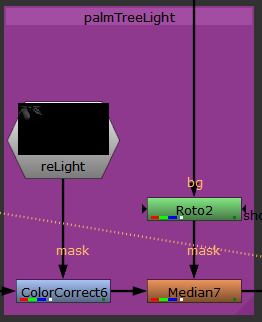 palmTreeLight
reLight
bg
Roto2
mask
mask
ColorCorrect6
Median7